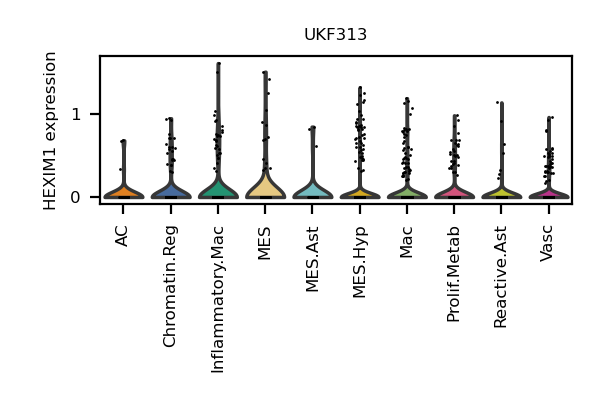 UKF313
HEXIM1 expression
1
0
AC
Chromatin.Reg
Inflammatory.Mac
MES
MES.Ast
MES.Hyp
Mac
Prolif.Metab
Reactive.Ast
Vasc